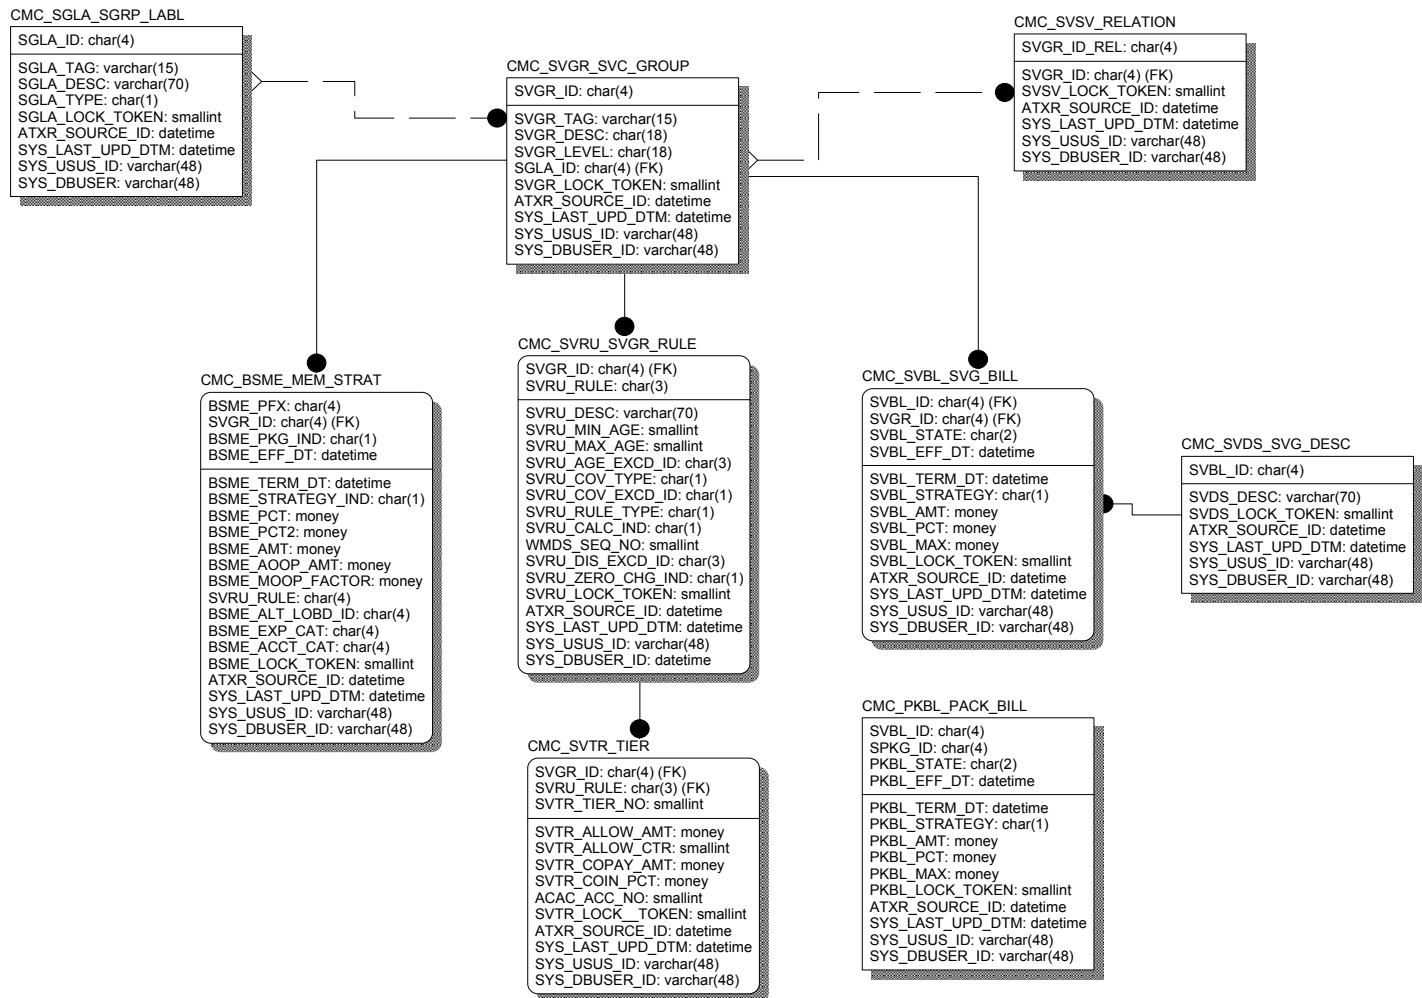 CMC_SGLA_SGRP_LABL
SGLA_ID: char(4)
SGLA_TAG: varchar(15)
SGLA_DESC: varchar(70)
SGLA_TYPE: char(1)
SGLA_LOCK_TOKEN: smallint
ATXR_SOURCE_ID: datetime
SYS_LAST_UPD_DTM: datetime
SYS_USUS_ID: varchar(48)
SYS_DBUSER: varchar(48)
CMC_SVGR_SVC_GROUP
SVGR_ID: char(4)
SVGR_TAG: varchar(15)
SVGR_DESC: char(18)
SVGR_LEVEL: char(18)
SGLA_ID: char(4) (FK)
SVGR_LOCK_TOKEN: smallint
ATXR_SOURCE_ID: datetime
SYS_LAST_UPD_DTM: datetime
SYS_USUS_ID: varchar(48)
SYS_DBUSER_ID: varchar(48)
CMC_SVSV_RELATION
SVGR_ID_REL: char(4)
SVGR_ID: char(4) (FK)
SVSV_LOCK_TOKEN: smallint
ATXR_SOURCE_ID: datetime
SYS_LAST_UPD_DTM: datetime
SYS_USUS_ID: varchar(48)
SYS_DBUSER_ID: varchar(48)
CMC_BSME_MEM_STRAT
BSME_PFX: char(4)
SVGR_ID: char(4) (FK)
BSME_PKG_IND: char(1)
BSME_EFF_DT: datetime
BSME_TERM_DT: datetime
BSME_STRATEGY_IND: char(1)
BSME_PCT: money
BSME_PCT2: money
BSME_AMT: money
BSME_AOOP_AMT: money
BSME_MOOP_FACTOR: money
SVRU_RULE: char(4)
BSME_ALT_LOBD_ID: char(4)
BSME_EXP_CAT: char(4)
BSME_ACCT_CAT: char(4)
BSME_LOCK_TOKEN: smallint
ATXR_SOURCE_ID: datetime
SYS_LAST_UPD_DTM: datetime
SYS_USUS_ID: varchar(48)
SYS_DBUSER_ID: varchar(48)
CMC_SVRU_SVGR_RULE
SVGR_ID: char(4) (FK)
SVRU_RULE: char(3)
SVRU_DESC: varchar(70)
SVRU_MIN_AGE: smallint
SVRU_MAX_AGE: smallint
SVRU_AGE_EXCD_ID: char(3)
SVRU_COV_TYPE: char(1)
SVRU_COV_EXCD_ID: char(1)
SVRU_RULE_TYPE: char(1)
SVRU_CALC_IND: char(1)
WMDS_SEQ_NO: smallint
SVRU_DIS_EXCD_ID: char(3)
SVRU_ZERO_CHG_IND: char(1)
SVRU_LOCK_TOKEN: smallint
ATXR_SOURCE_ID: datetime
SYS_LAST_UPD_DTM: datetime
SYS_USUS_ID: varchar(48)
SYS_DBUSER_ID: datetime
CMC_SVBL_SVG_BILL
SVBL_ID: char(4) (FK)
SVGR_ID: char(4) (FK)
SVBL_STATE: char(2)
SVBL_EFF_DT: datetime
SVBL_TERM_DT: datetime
SVBL_STRATEGY: char(1)
SVBL_AMT: money
SVBL_PCT: money
SVBL_MAX: money
SVBL_LOCK_TOKEN: smallint
ATXR_SOURCE_ID: datetime
SYS_LAST_UPD_DTM: datetime
SYS_USUS_ID: varchar(48)
SYS_DBUSER_ID: varchar(48)
CMC_SVDS_SVG_DESC
SVBL_ID: char(4)
SVDS_DESC: varchar(70)
SVDS_LOCK_TOKEN: smallint
ATXR_SOURCE_ID: datetime
SYS_LAST_UPD_DTM: datetime
SYS_USUS_ID: varchar(48)
SYS_DBUSER_ID: varchar(48)
CMC_SVTR_TIER
SVGR_ID: char(4) (FK)
SVRU_RULE: char(3) (FK)
SVTR_TIER_NO: smallint
SVTR_ALLOW_AMT: money
SVTR_ALLOW_CTR: smallint
SVTR_COPAY_AMT: money
SVTR_COIN_PCT: money
ACAC_ACC_NO: smallint
SVTR_LOCK__TOKEN: smallint
ATXR_SOURCE_ID: datetime
SYS_LAST_UPD_DTM: datetime
SYS_USUS_ID: varchar(48)
SYS_DBUSER_ID: varchar(48)
CMC_PKBL_PACK_BILL
SVBL_ID: char(4)
SPKG_ID: char(4)
PKBL_STATE: char(2)
PKBL_EFF_DT: datetime
PKBL_TERM_DT: datetime
PKBL_STRATEGY: char(1)
PKBL_AMT: money
PKBL_PCT: money
PKBL_MAX: money
PKBL_LOCK_TOKEN: smallint
ATXR_SOURCE_ID: datetime
SYS_LAST_UPD_DTM: datetime
SYS_USUS_ID: varchar(48)
SYS_DBUSER_ID: varchar(48)